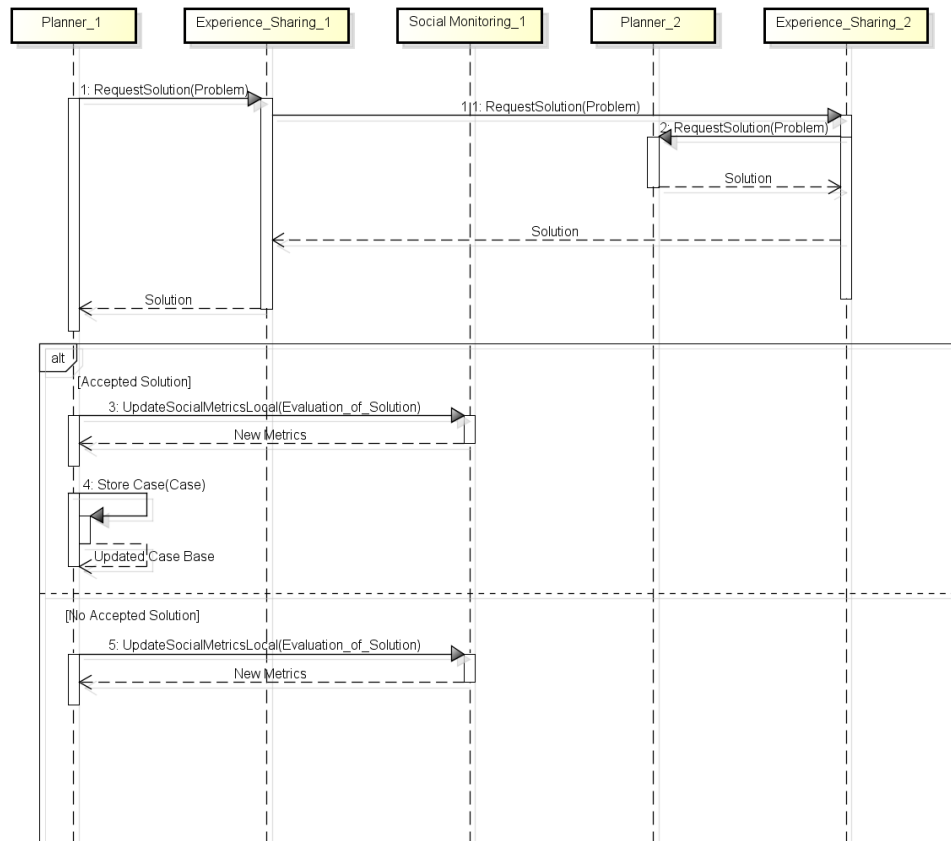 Planner_1
Experience_Sharing_1
Social Monitoring_1
Planner_2
Experience_Sharing_2
1: RequestSolution(Problem)
1.1: RequestSolution(Problem)
2: RequestSolution(Problem)
Solution
Solution
Solution
alt
[Accepted Solution]
3: UpdateSocialMetricsLocal(Evaluation_of_Solution)
New Metrics
4: Store Case(Case)
Updated Case Base
[No Accepted Solution]
5: UpdateSocialMetricsLocal(Evaluation_of_Solution)
New Metrics